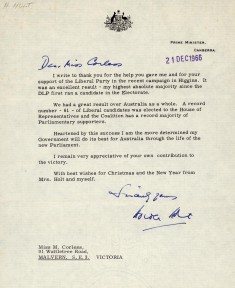 PRIME MINISTER,
CANBERRA.
21 DEC 1966
Dear Miss Corless
I write to thank you for the help you gave me and for your
support of the Liberal Party in the recent campaign in Higgins. It
was an excellent result - my highest absolute majority since the
DLP first ran a candidate in the Electorate.
We had a great result over Australia as a whole. A record
number - 61 - of Liberal candidates was elected to the House of
Representatives and the Coalition has a record majority of
Parliamentary supporters.
Heartened by this success I am the more determined my
Government will do its best for Australia through the life of
the new Parliament.
I remain very appreciative of your own contribution to
the victory.
With best wishes for Christmas and the New Year from
Mrs. Holt and myself.
Miss M. Corless,
91 Wattletree Road,
MALVERN, S.E.3. VICTORIA